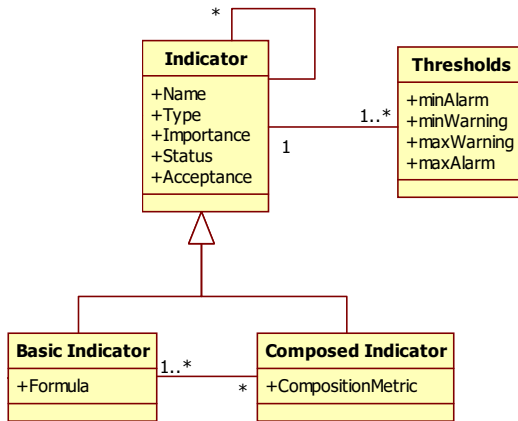 *
Indicator
+Name
+Type
+Importance
+Status
+Acceptance
1
1..*
Thresholds
+minAlarm
+minWarning
+maxWarning
+maxAlarm
Basic Indicator
+Formula
1..*
*
Composed Indicator
+CompositionMetric